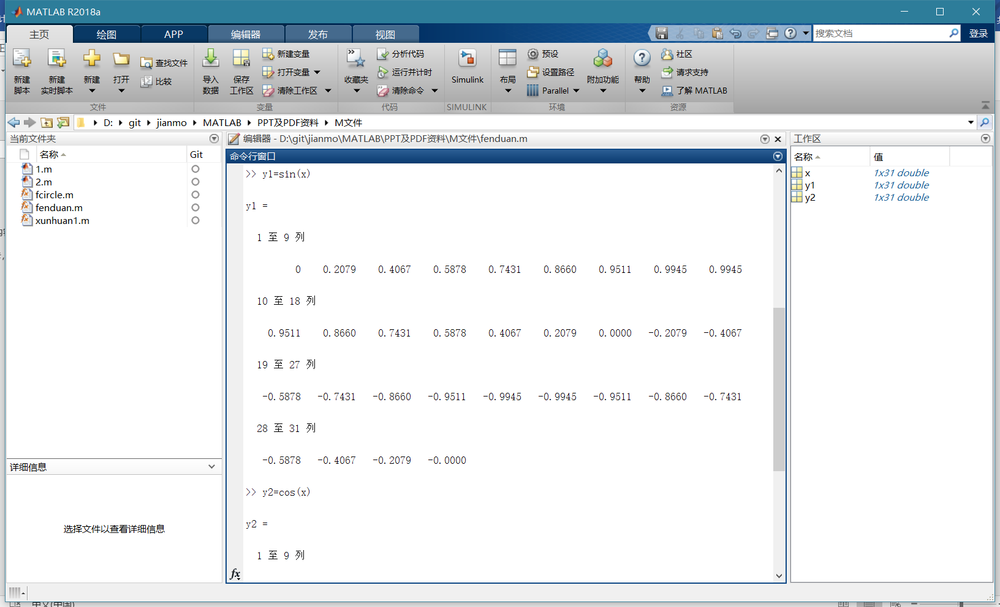 MATLAB R2018a
主页 绘图 APP 编辑器 发布 视图 搜索文档 登录
新建 脚本
新建 实时脚本
新建
打开
查找文件
比较
文件
导入 数据
保存 工作区
新建变量
打开变量
清除工作区
变量
收藏夹
分析代码
运行并计时
清除命令
代码
Simulink
SIMULINK
布局
预设
设置路径
Parallel
附加功能
环境
帮助
社区
请求支持
了解 MATLAB
资源
D: git jianmo MATLAB PPT及PDF资料 M文件
当前文件夹
名称 Git
1.m
2.m
fcircle.m
fenduan.m
xunhuan1.m
详细信息
选择文件以查看详细信息
编辑器 - D:\git\jianmo\MATLAB\PPT及PDF资料\M文件\fenduan.m
命令行窗口
>> y1=sin(x)
y1 =
1 至 9 列
0 0.2079 0.4067 0.5878 0.7431 0.8660 0.9511 0.9945 0.9945
10 至 18 列
0.9511 0.8660 0.7431 0.5878 0.4067 0.2079 0.0000 -0.2079 -0.4067
19 至 27 列
-0.5878 -0.7431 -0.8660 -0.9511 -0.9945 -0.9945 -0.9511 -0.8660 -0.7431
28 至 31 列
-0.5878 -0.4067 -0.2079 -0.0000
>> y2=cos(x)
y2 =
1 至 9 列
fx
工作区
名称 值
x 1x31 double
y1 1x31 double
y2 1x31 double